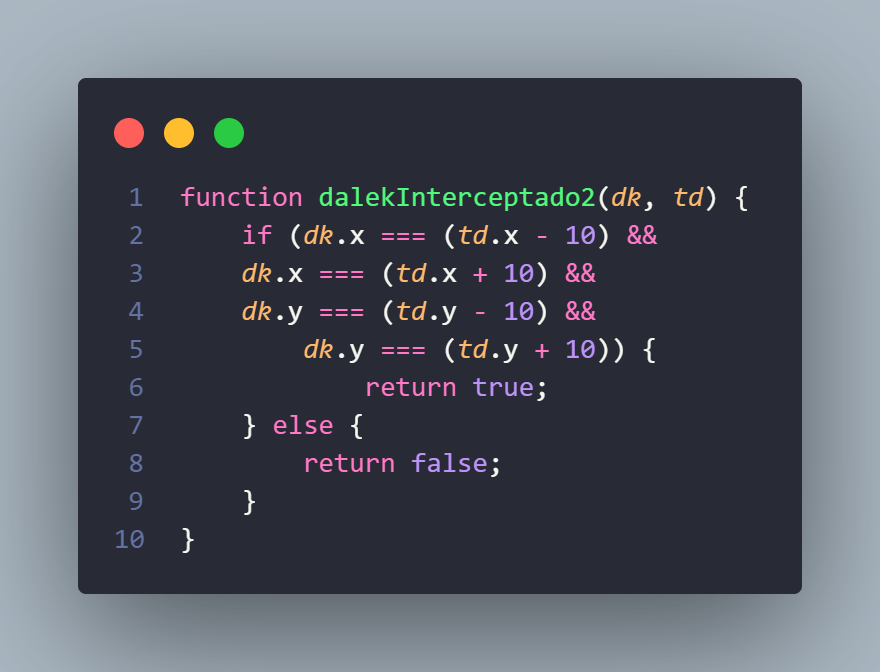 1 function dalekInterceptado2(dk, td) {
2     if (dk.x === (td.x - 10) &&
3     dk.x === (td.x + 10) &&
4     dk.y === (td.y - 10) &&
5         dk.y === (td.y + 10)) {
6             return true;
7     } else {
8         return false;
9     }
10 }